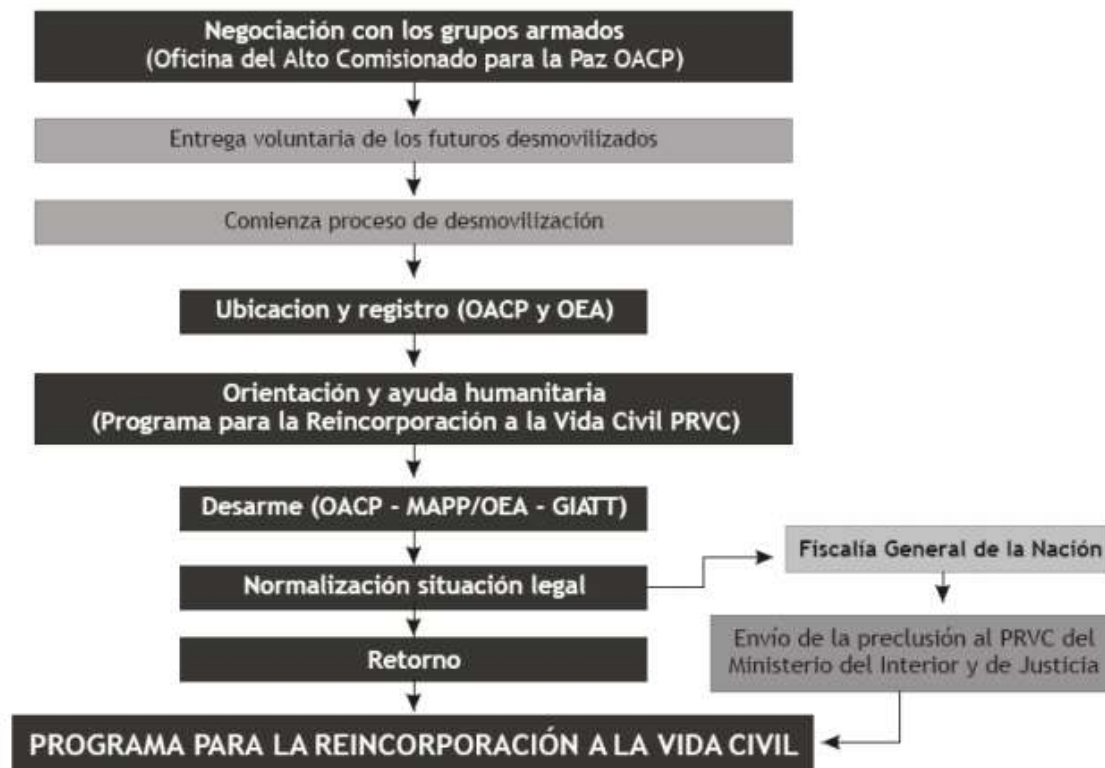 Negociación con los grupos armados
(Oficina del Alto Comisionado para la Paz OACP)
Entrega voluntaria de los futuros desmovilizados
Comienza proceso de desmovilización
Ubicacion y registro (OACP y OEA)
Orientación y ayuda humanitaria
(Programa para la Reincorporación a la Vida Civil PRVC)
Desarme (OACP - MAPP/OEA - GIATT)
Normalización situación legal
Retorno
Fiscalía General de la Nación
Envío de la preclusión al PRVC del
Ministerio del Interior y de Justicia
PROGRAMA PARA LA REINCORPORACIÓN A LA VIDA CIVIL